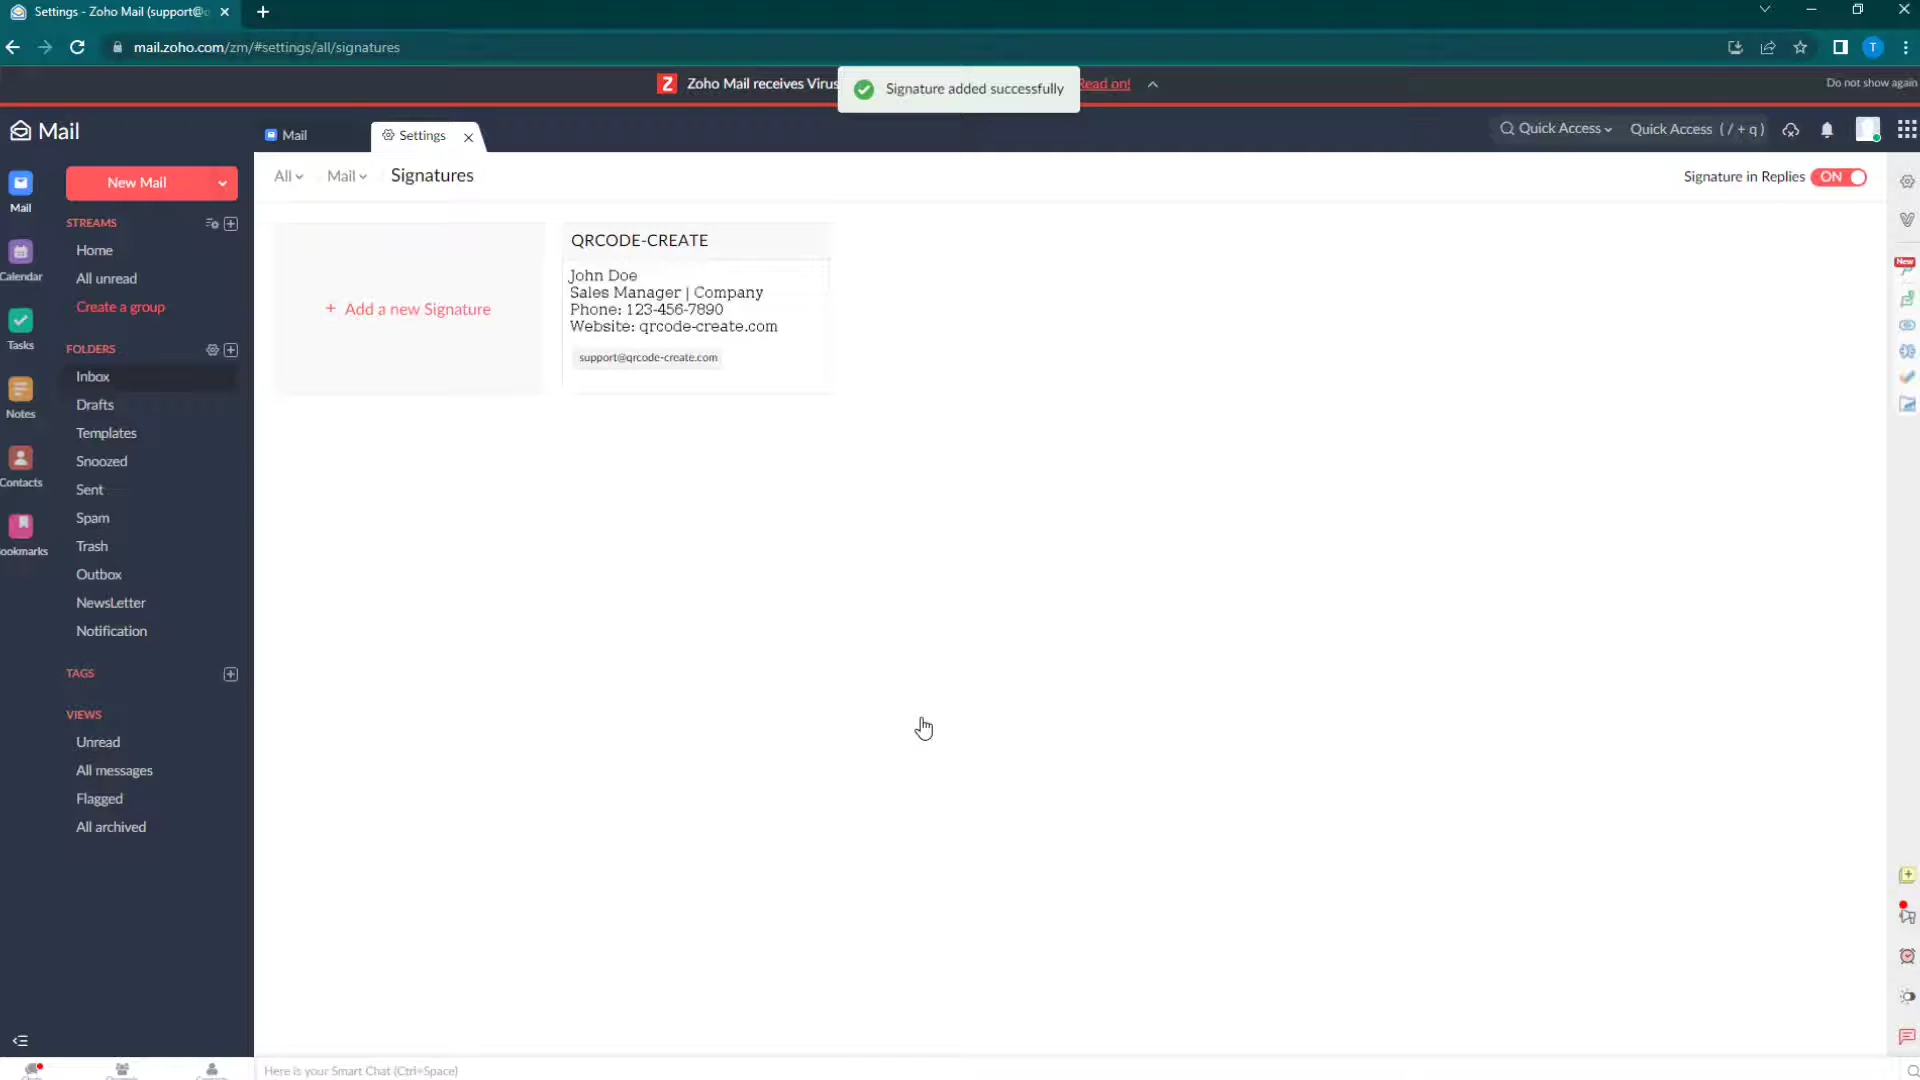 Settings - Zoho Mail (support@
mail.zoho.com/zm/#settings/all/signatures
T
Z Zoho Mail receives Virus
Signature added successfully
Read on!
Do not show again
Mail
Mail
Settings
Quick Access
Quick Access ( / + q )
New Mail
All
Mail
Signatures
Signature in Replies
ON
Mail
Calendar
Tasks
Notes
Contacts
ookmarks
STREAMS
Home
All unread
Create a group
FOLDERS
Inbox
Drafts
Templates
Snoozed
Sent
Spam
Trash
Outbox
NewsLetter
Notification
TAGS
VIEWS
Unread
All messages
Flagged
All archived
+ Add a new Signature
QRCODE-CREATE
John Doe
Sales Manager | Company
Phone: 123-456-7890
Website: qrcode-create.com
support@qrcode-create.com
New
Here is your Smart Chat (Ctrl+Space)